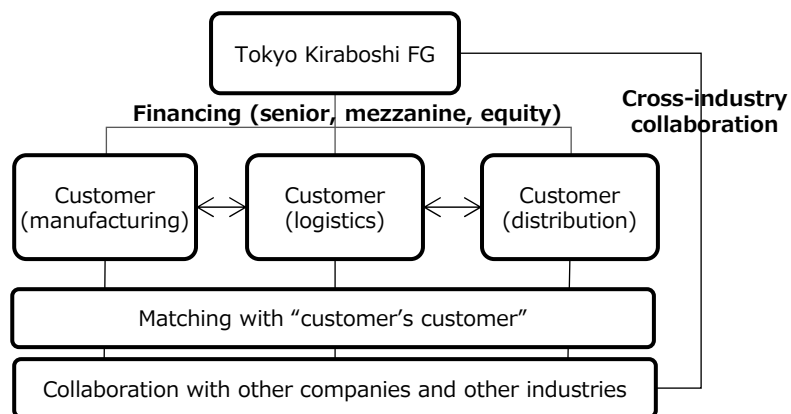 Tokyo Kiraboshi FG
Financing (senior, mezzanine, equity)
Cross-industry
collaboration
Customer
(manufacturing)
Customer
(logistics)
Customer
(distribution)
Matching with “customer’s customer”
Collaboration with other companies and other industries